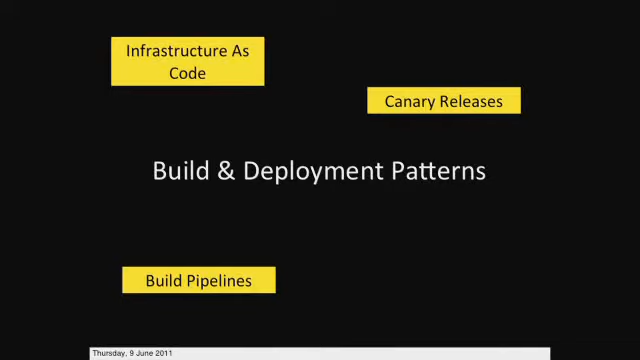 Infrastructure As
Code
Canary Releases
Build & Deployment Patterns
Build Pipelines
Thursday, 9 June 2011